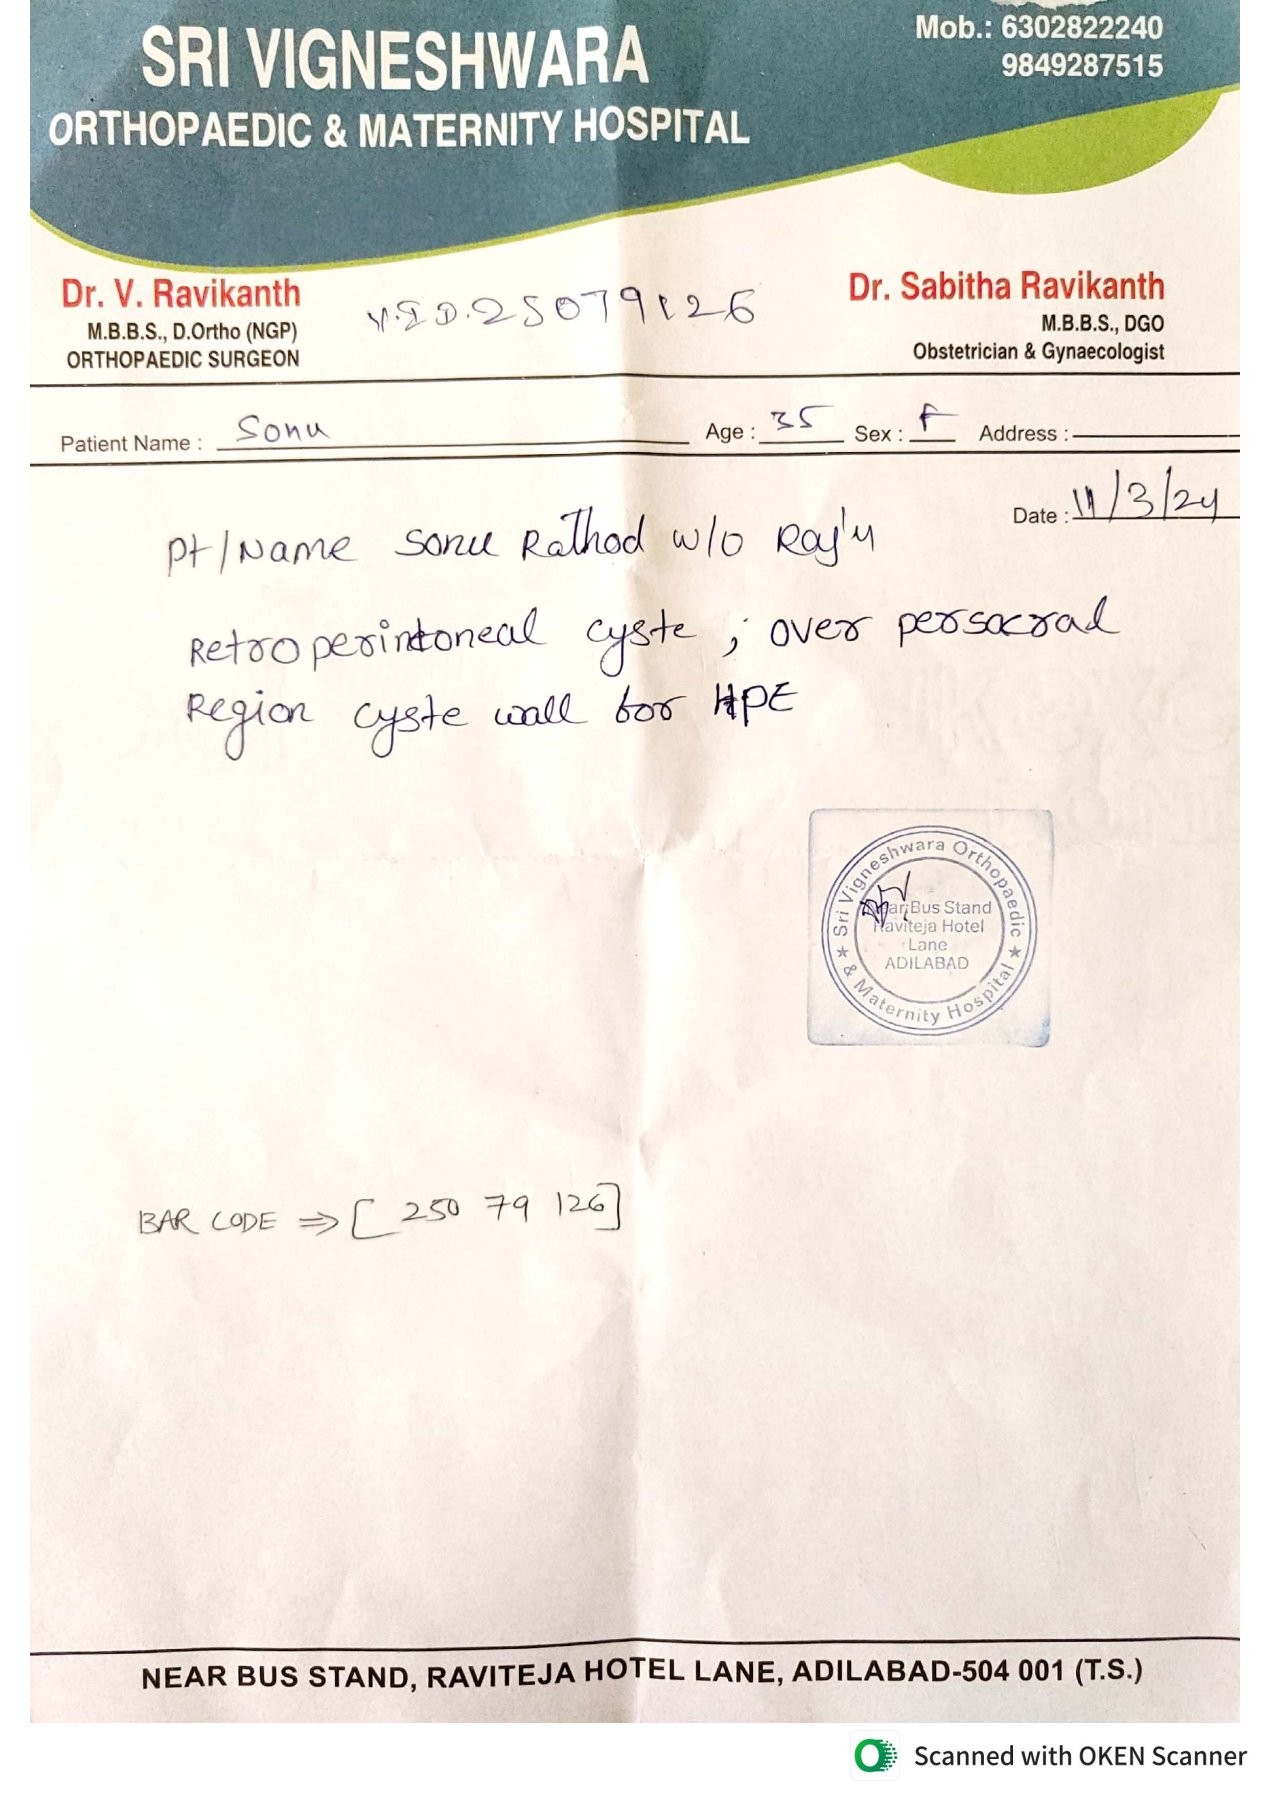 SRI VIGNESHWARA
ORTHOPAEDIC & MATERNITY HOSPITAL
Mob.: 6302822240
9849287515
Dr. V. Ravikanth
M.B.B.S., D.Ortho (NGP)
ORTHOPAEDIC SURGEON
V.I.D.25079126
Dr. Sabitha Ravikanth
M.B.B.S., DGO
Obstetrician & Gynaecologist
Patient Name : Sonu Age : 35 Sex : F Address :
Date : 11/3/24
Pt/Name Sonu Rathod w/o Raj'u
Retroperintoneal cyste ; over persacral
Region cyste wall for HPE
Sri Vigneshwara Orthopaedic
& Maternity Hospital
Near Bus Stand
Raviteja Hotel
Lane
ADILABAD
BAR CODE ⇒ [ 250 79 126]
NEAR BUS STAND, RAVITEJA HOTEL LANE, ADILABAD-504 001 (T.S.)
Scanned with OKEN Scanner